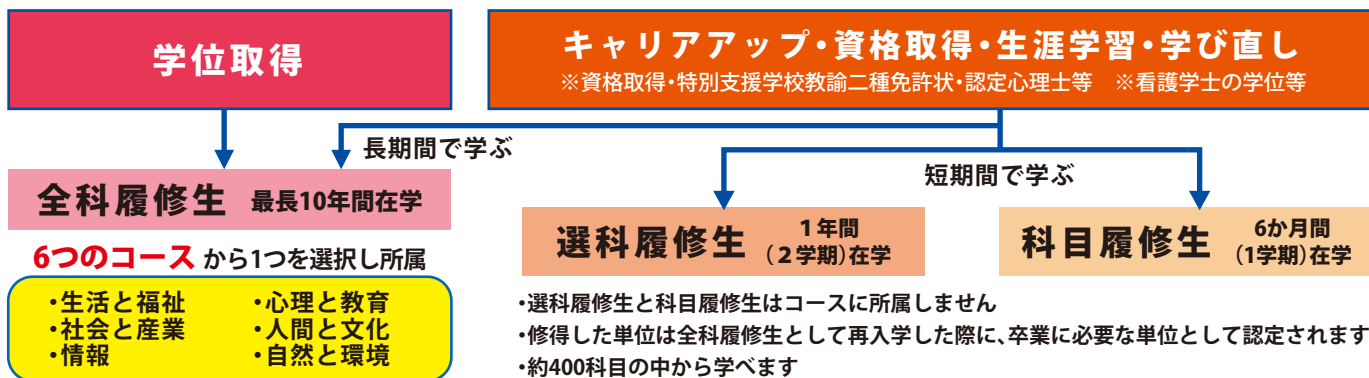 学位取得
キャリアアップ・資格取得・生涯学習・学び直し
※資格取得・特別支援学校教諭二種免許状・認定心理士等　※看護学士の学位等
長期間で学ぶ
短期間で学ぶ
全科履修生 最長10年間在学
6つのコースから1つを選択し所属
・生活と福祉 ・心理と教育
・社会と産業 ・人間と文化
・情報 ・自然と環境
選科履修生 1年間
（2学期）在学
科目履修生 6か月間
（1学期）在学
・選科履修生と科目履修生はコースに所属しません
・修得した単位は全科履修生として再入学した際に、卒業に必要な単位として認定されます
・約400科目の中から学べます